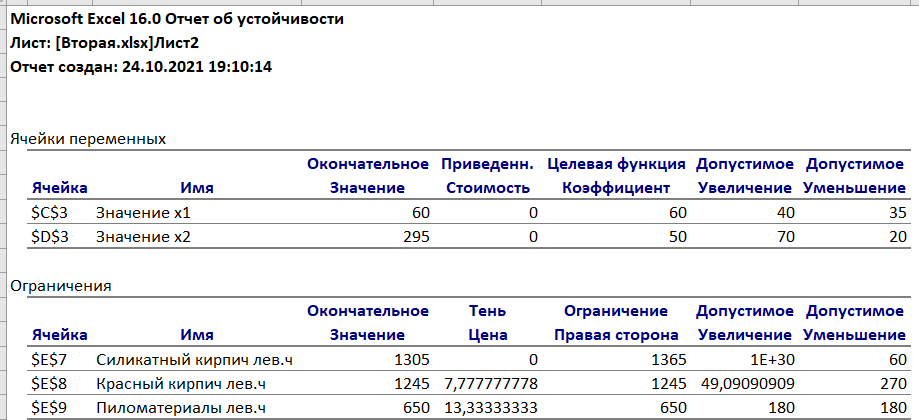 Microsoft Excel 16.0 Отчет об устойчивости
Лист: [Вторая.xlsx]Лист2
Отчет создан: 24.10.2021 19:10:14
Ячейки переменных
Окончательное Приведенн. Целевая функция Допустимое Допустимое
Ячейка Имя Значение Стоимость Коэффициент Увеличение Уменьшение
$C$3 Значение x1 60 0 60 40 35
$D$3 Значение x2 295 0 50 70 20
Ограничения
Окончательное Тень Ограничение Допустимое Допустимое
Ячейка Имя Значение Цена Правая сторона Увеличение Уменьшение
$E$7 Силикатный кирпич лев.ч 1305 0 1365 1E+30 60
$E$8 Красный кирпич лев.ч 1245 7,777777778 1245 49,09090909 270
$E$9 Пиломатериалы лев.ч 650 13,33333333 650 180 180